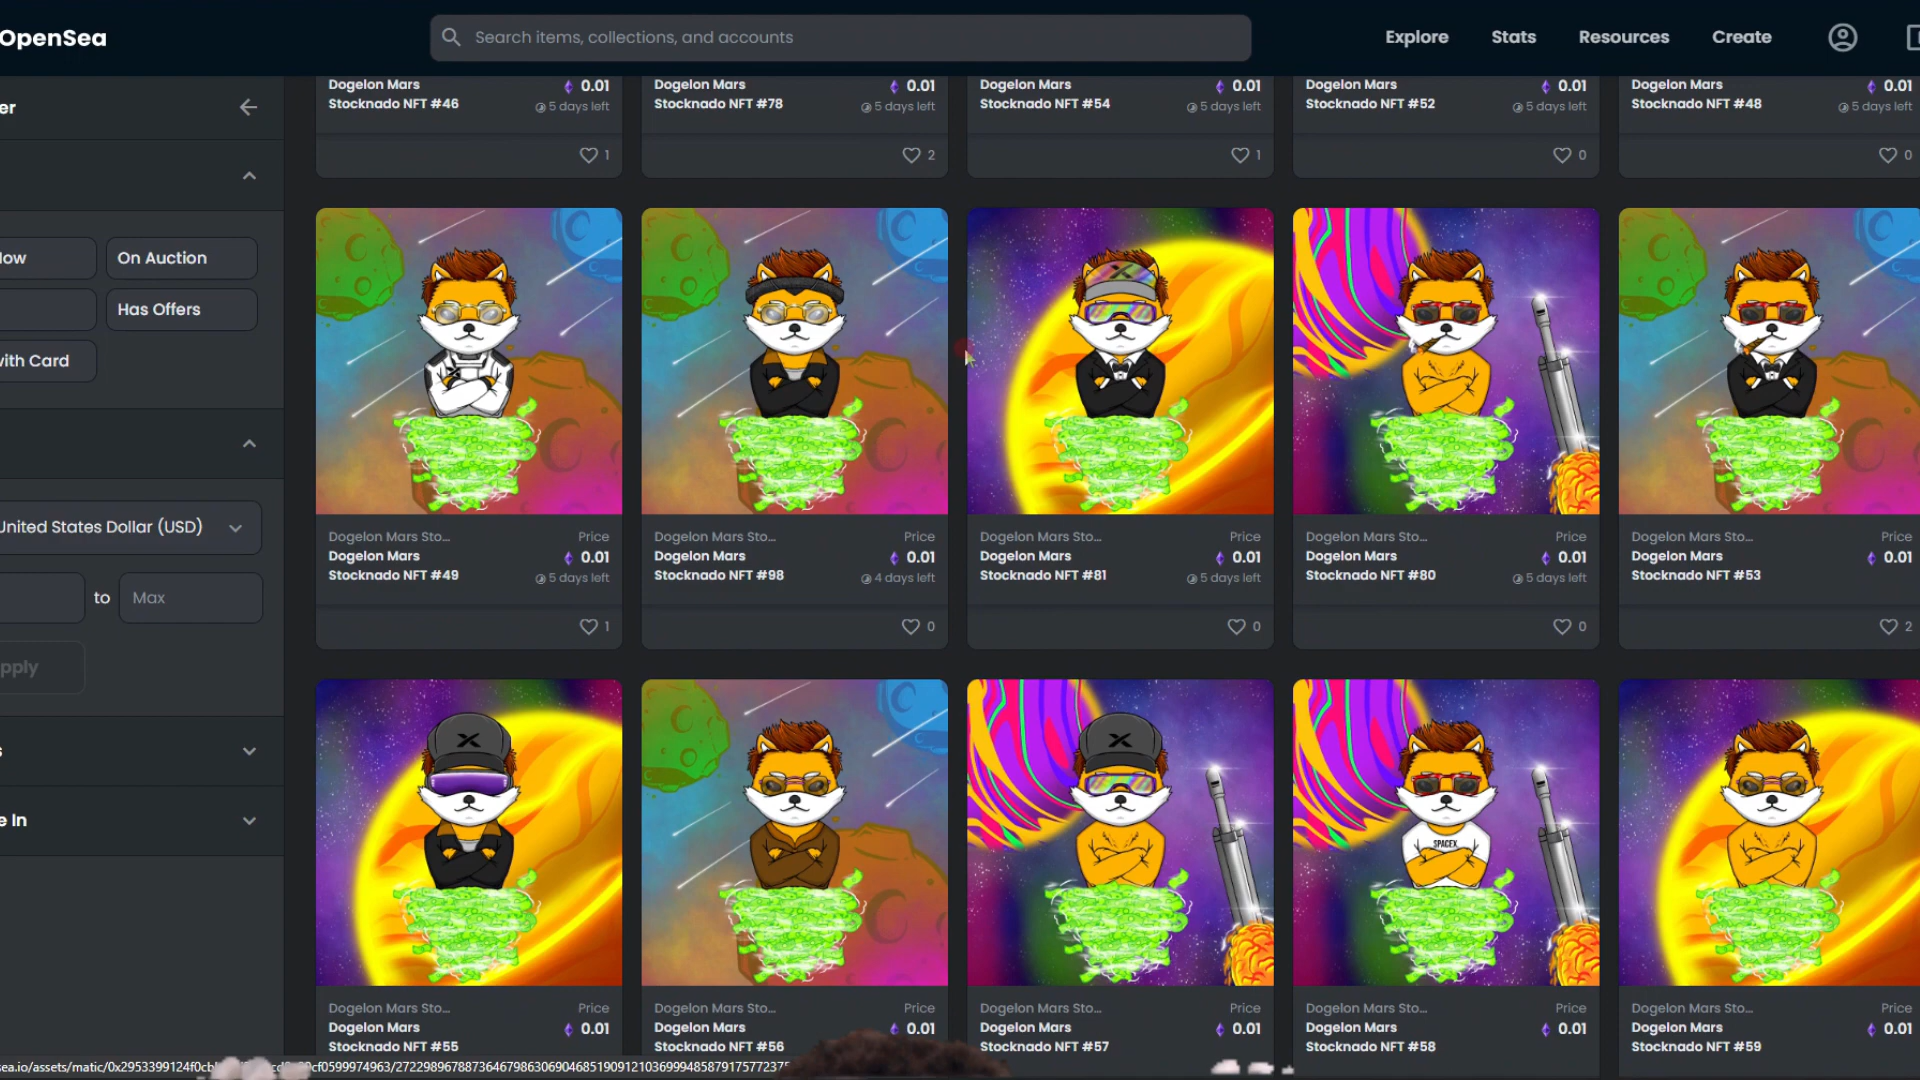 OpenSea
Search items, collections, and accounts
Explore
Stats
Resources
Create
er
Dogelon Mars
Stocknado NFT #46
0.01
5 days left
1
Dogelon Mars
Stocknado NFT #78
0.01
5 days left
2
Dogelon Mars
Stocknado NFT #54
0.01
5 days left
1
Dogelon Mars
Stocknado NFT #52
0.01
5 days left
0
Dogelon Mars
Stocknado NFT #48
0.01
5 days left
0
On Auction
Has Offers
with Card
United States Dollar (USD)
to
Max
pply
s
e In
Dogelon Mars Sto...
Price
Dogelon Mars
Stocknado NFT #49
0.01
5 days left
1
Dogelon Mars Sto...
Price
Dogelon Mars
Stocknado NFT #98
0.01
4 days left
0
Dogelon Mars Sto...
Price
Dogelon Mars
Stocknado NFT #81
0.01
5 days left
0
Dogelon Mars Sto...
Price
Dogelon Mars
Stocknado NFT #80
0.01
5 days left
0
Dogelon Mars Sto...
Price
Dogelon Mars
Stocknado NFT #53
0.01
2
SPACEX
Dogelon Mars Sto...
Price
Dogelon Mars
Stocknado NFT #55
0.01
Dogelon Mars Sto...
Price
Dogelon Mars
Stocknado NFT #56
0.01
Dogelon Mars Sto...
Price
Dogelon Mars
Stocknado NFT #57
0.01
Dogelon Mars Sto...
Price
Dogelon Mars
Stocknado NFT #58
0.01
Dogelon Mars Sto...
Price
Dogelon Mars
Stocknado NFT #59
0.01